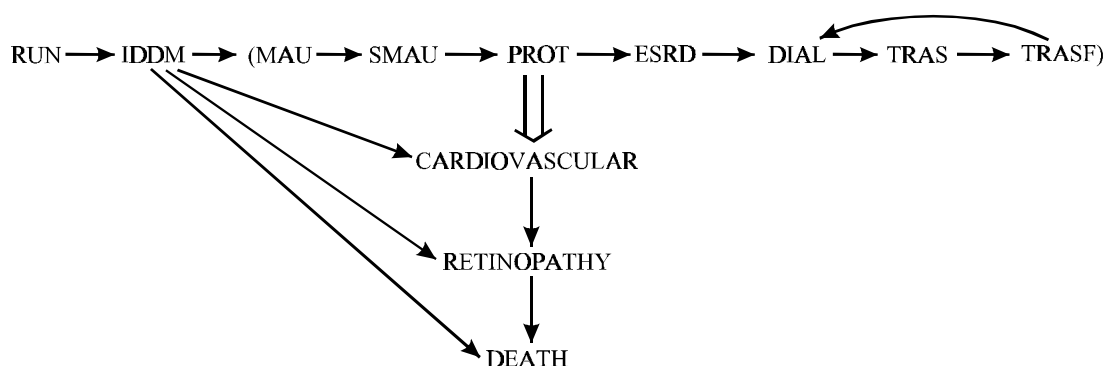 RUN IDDM (MAU SMAU PROT ESRD DIAL TRAS TRASF)
CARDIOVASCULAR
RETINOPATHY
DEATH